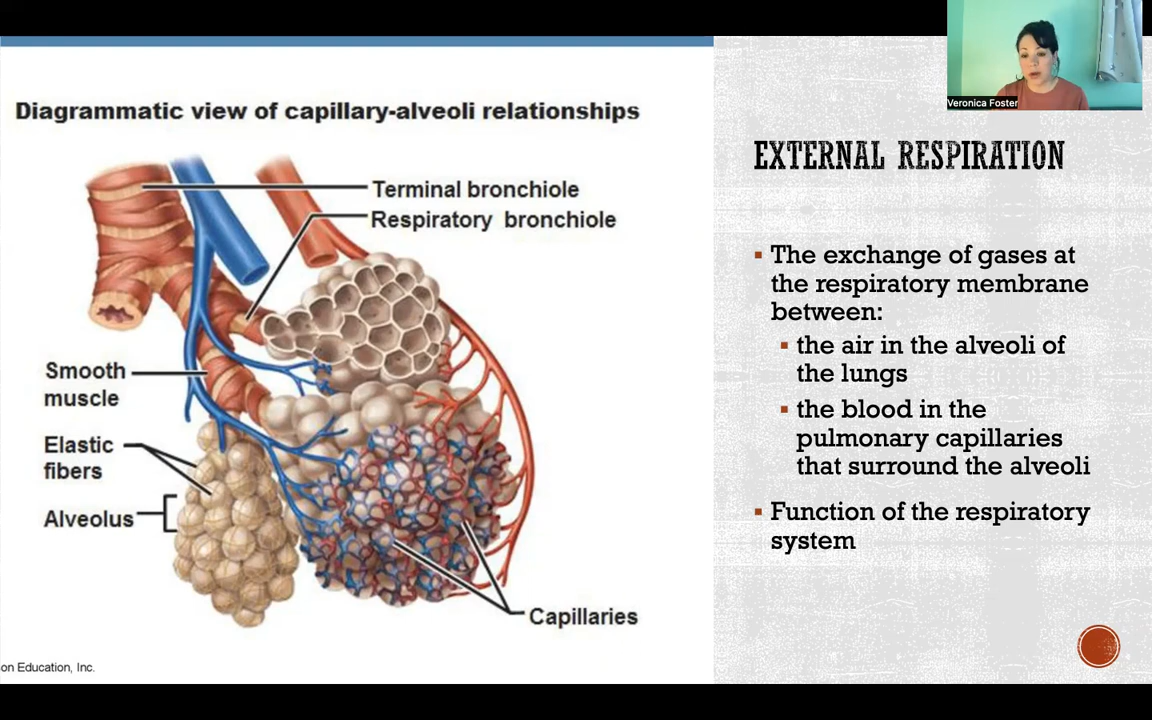 Veronica Foster
Diagrammatic view of capillary-alveoli relationships
Terminal bronchiole
Respiratory bronchiole
Smooth
muscle
Elastic
fibers
Alveolus
Capillaries
on Education, Inc.
EXTERNAL RESPIRATION
▪ The exchange of gases at
the respiratory membrane
between:
▪ the air in the alveoli of
the lungs
▪ the blood in the
pulmonary capillaries
that surround the alveoli
▪ Function of the respiratory
system